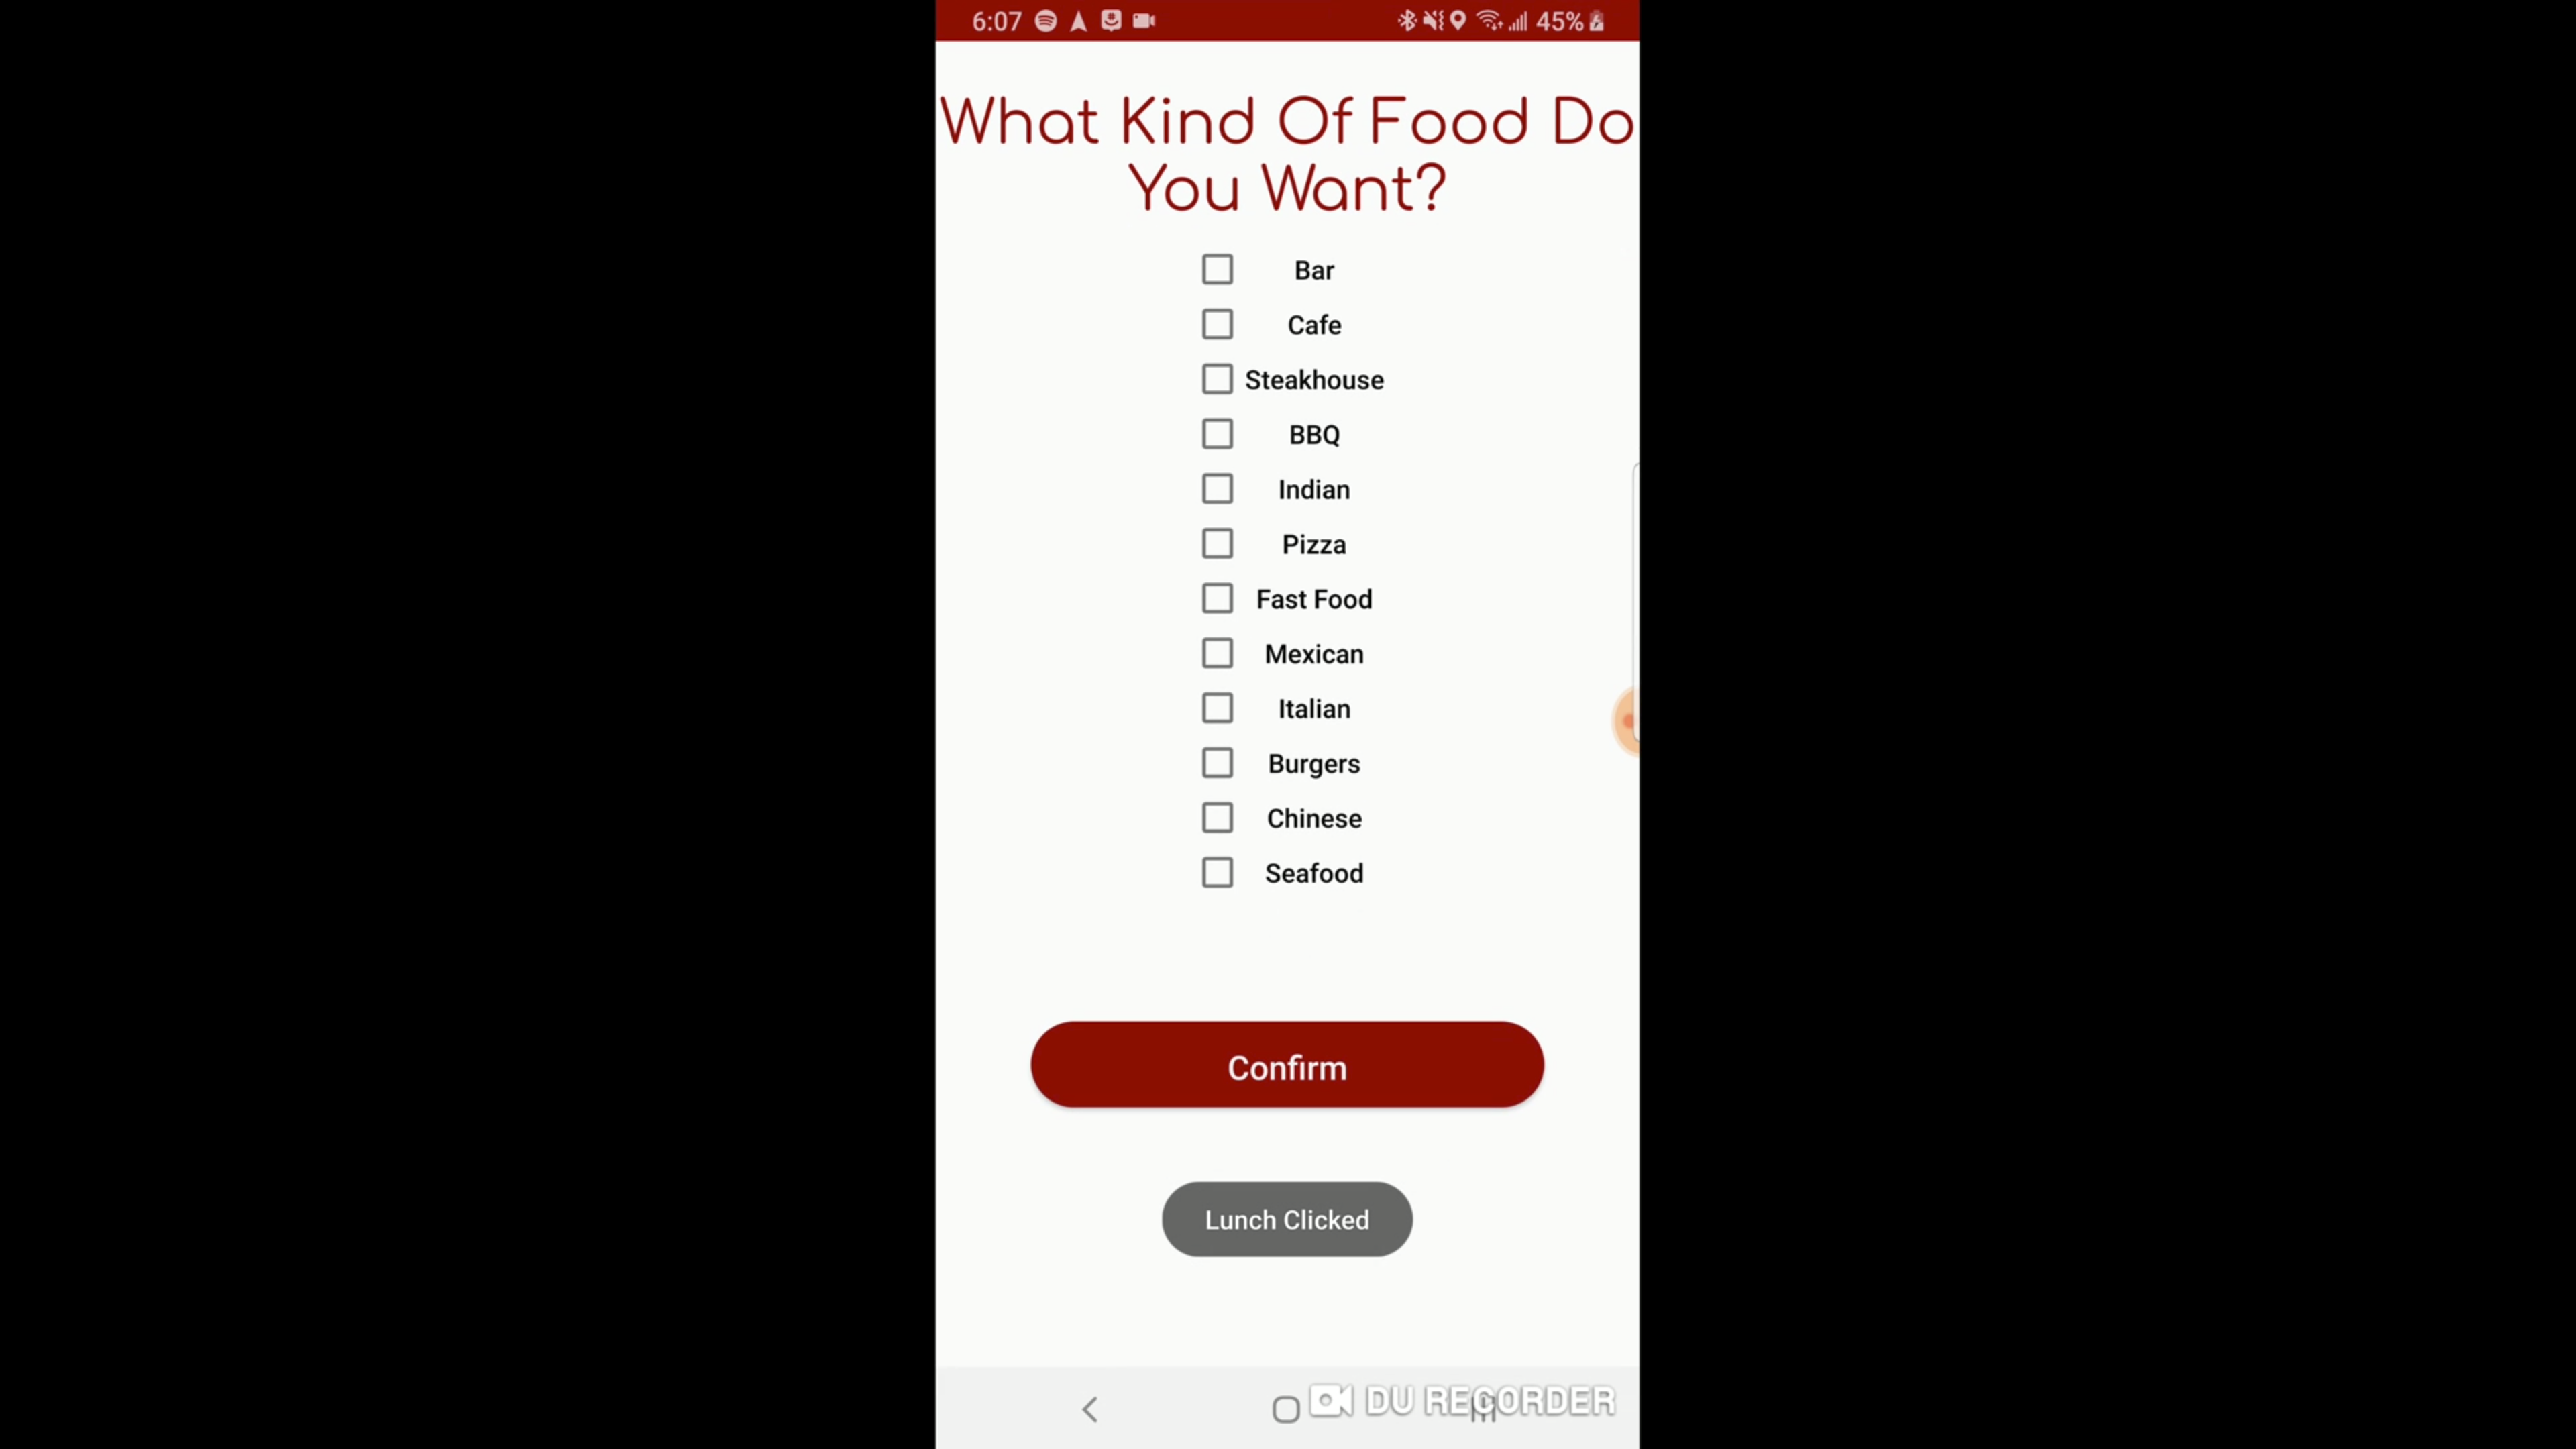 6:07 45%
What Kind Of Food Do
You Want?
Bar
Cafe
Steakhouse
BBQ
Indian
Pizza
Fast Food
Mexican
Italian
Burgers
Chinese
Seafood
Confirm
Lunch Clicked
DU RECORDER